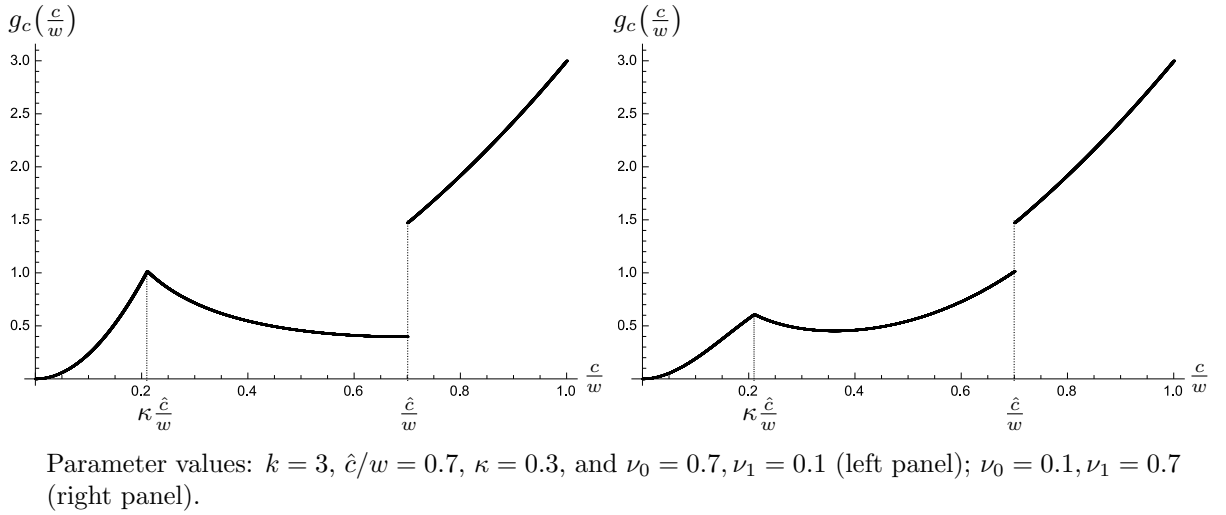 g_c(c/w)
3.0
2.5
2.0
1.5
1.0
0.5
0.2 0.4 0.6 0.8 1.0 c/w
κ ĉ/w ĉ/w
g_c(c/w)
3.0
2.5
2.0
1.5
1.0
0.5
0.2 0.4 0.6 0.8 1.0 c/w
κ ĉ/w ĉ/w
Parameter values: k = 3, ĉ/w = 0.7, κ = 0.3, and ν₀ = 0.7, ν₁ = 0.1 (left panel); ν₀ = 0.1, ν₁ = 0.7
(right panel).